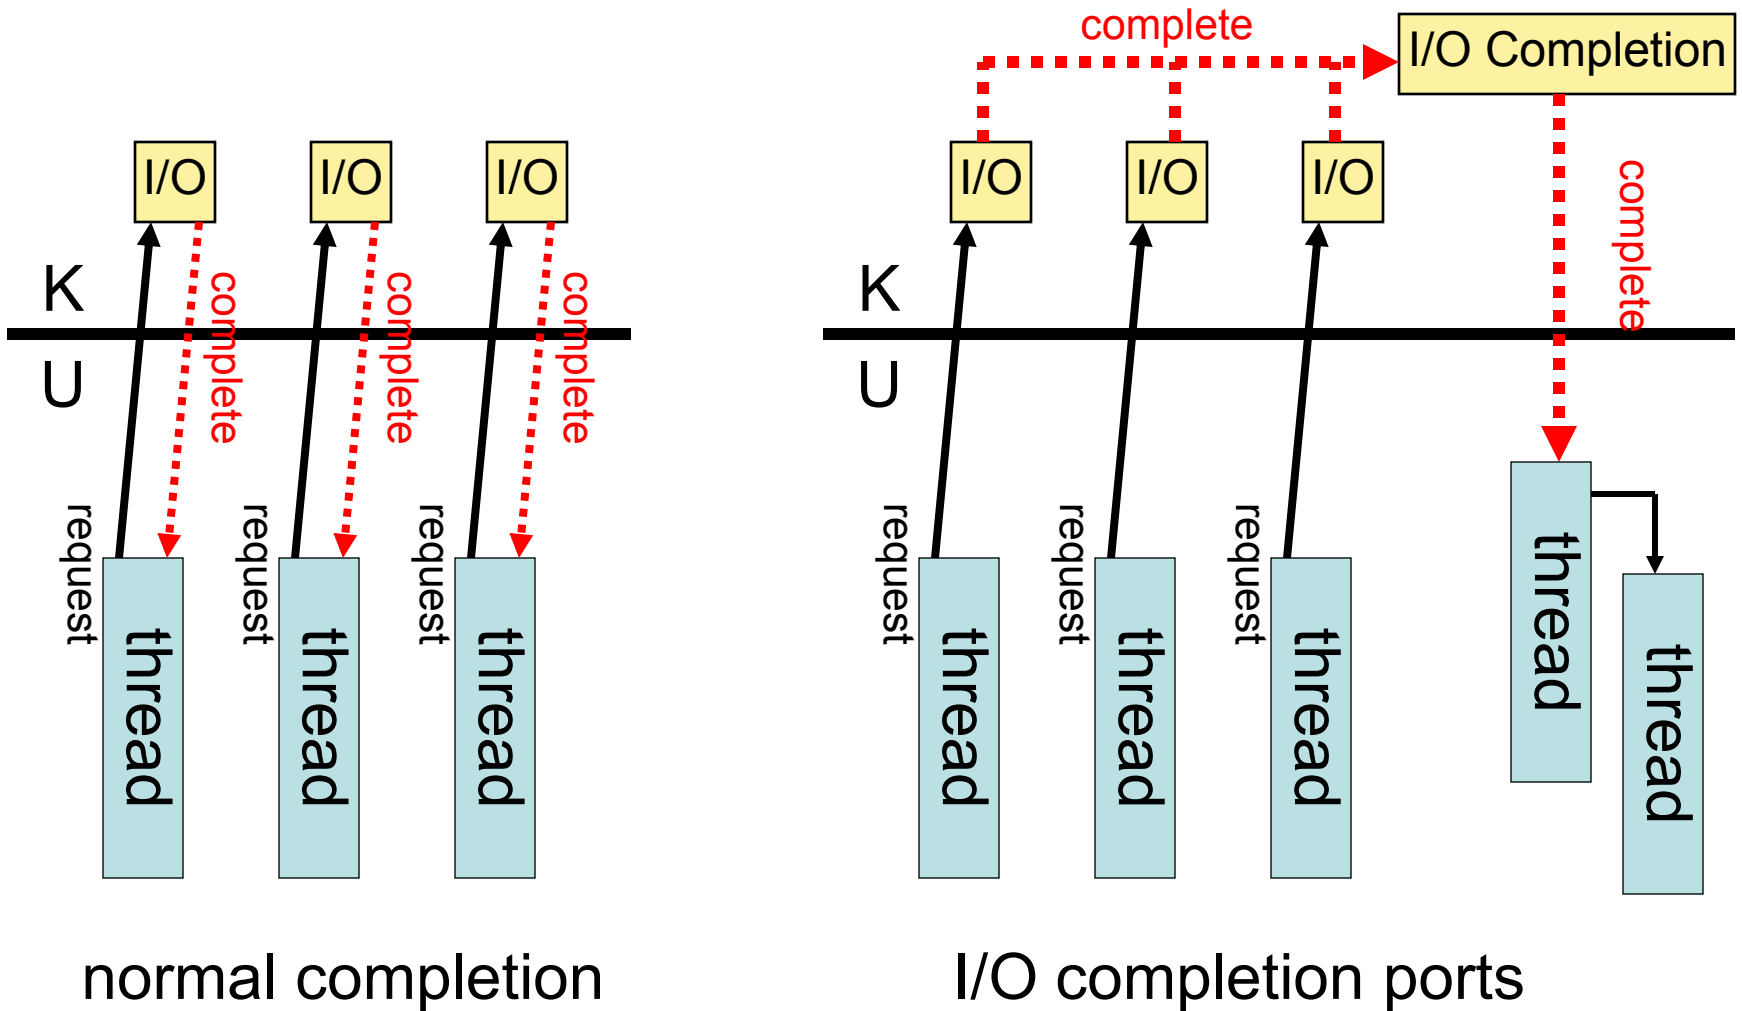 I/O
I/O
I/O
K
U
complete
complete
complete
request
request
request
thread
thread
thread
normal completion
complete
I/O Completion
I/O
I/O
I/O
complete
K
U
request
request
request
thread
thread
thread
thread
thread
I/O completion ports